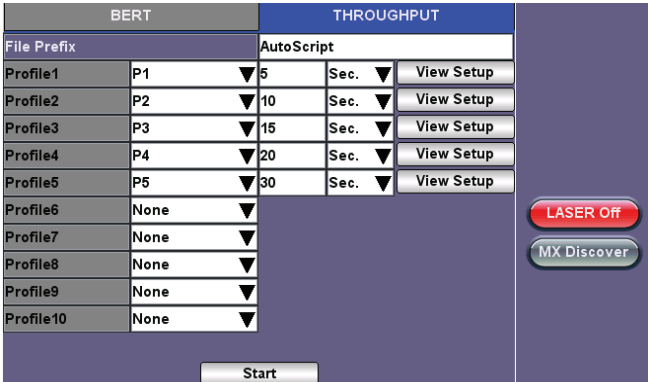 BERT THROUGHPUT
File Prefix AutoScript
Profile1 P1 5 Sec. View Setup
Profile2 P2 10 Sec. View Setup
Profile3 P3 15 Sec. View Setup
Profile4 P4 20 Sec. View Setup
Profile5 P5 30 Sec. View Setup
Profile6 None
LASER Off
Profile7 None
MX Discover
Profile8 None
Profile9 None
Profile10 None
Start